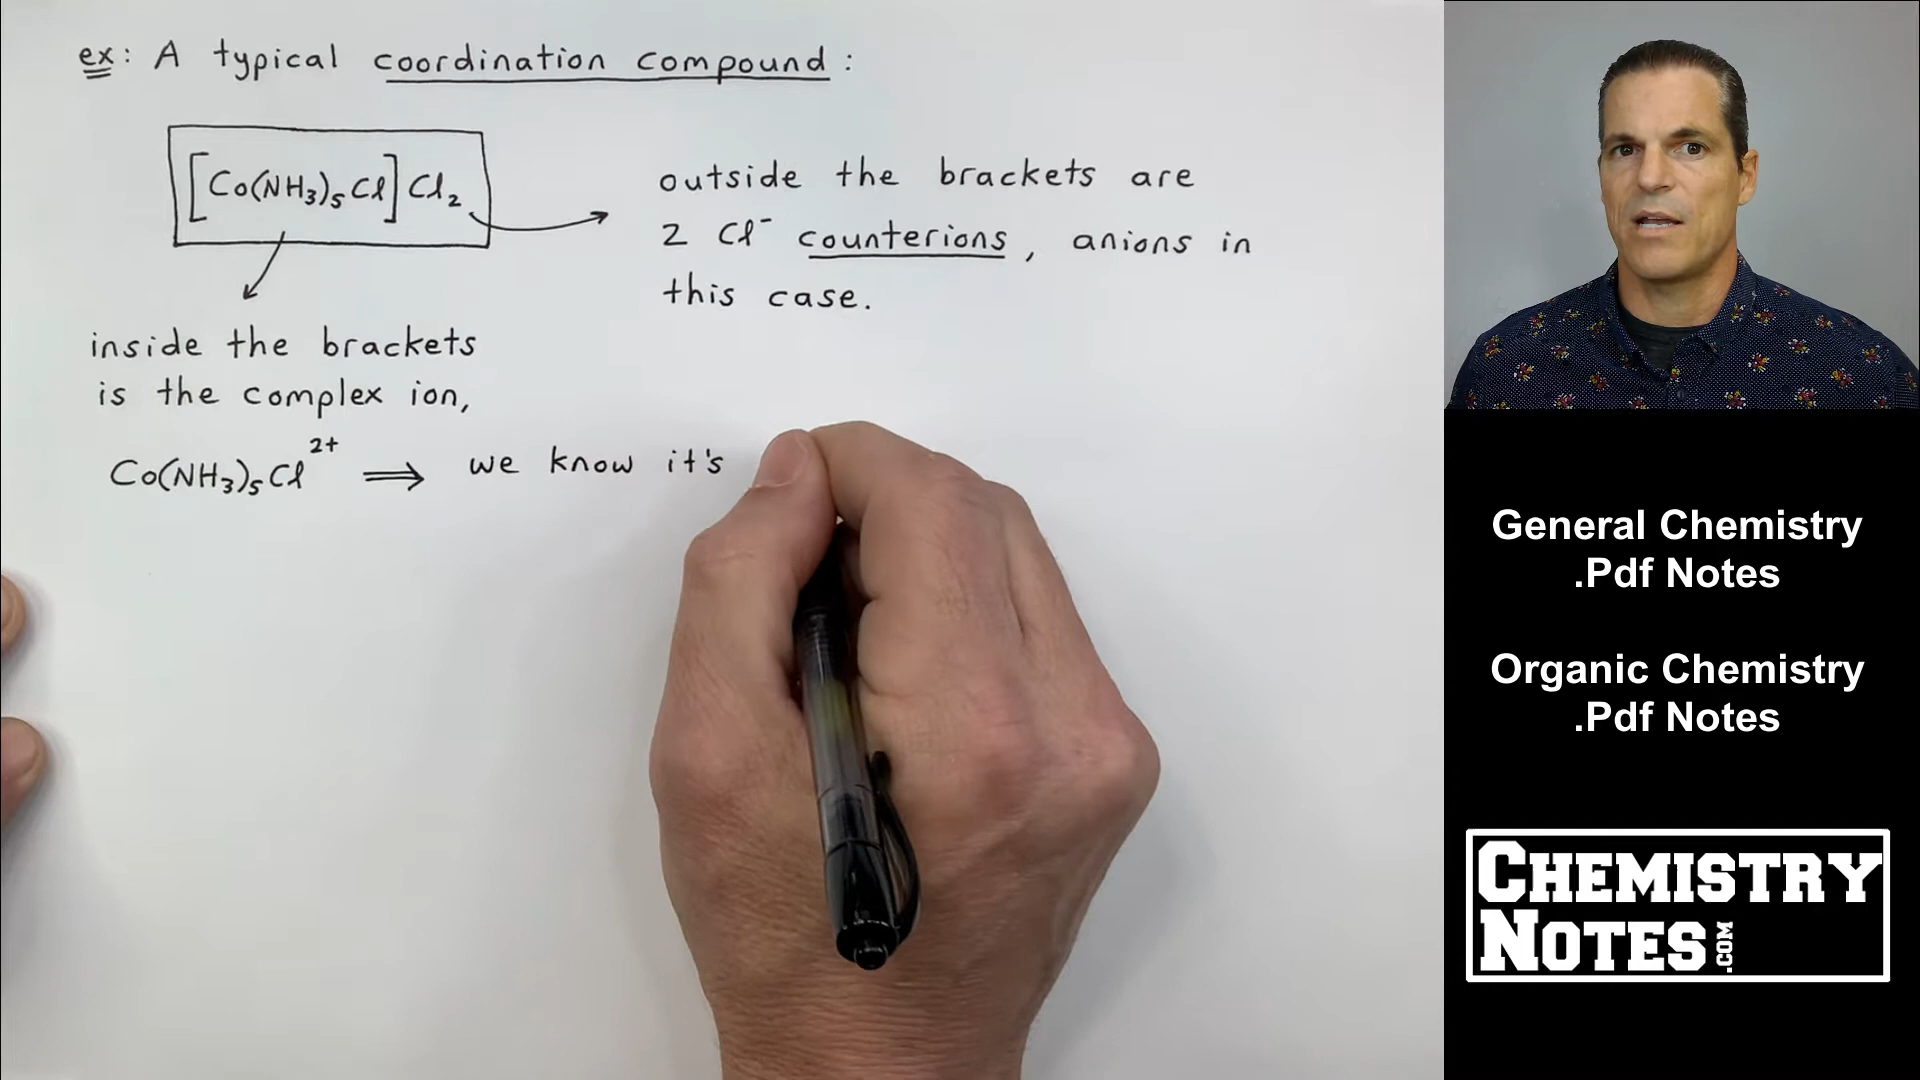 ex: A typical coordination compound:
[Co(NH₃)₅Cl]Cl₂
outside the brackets are
2 Cl⁻ counterions, anions in
this case.
inside the brackets
is the complex ion,
Co(NH₃)₅Cl²⁺ ⟹ we know it's
General Chemistry
.Pdf Notes
Organic Chemistry
.Pdf Notes
CHEMISTRY
NOTES.COM